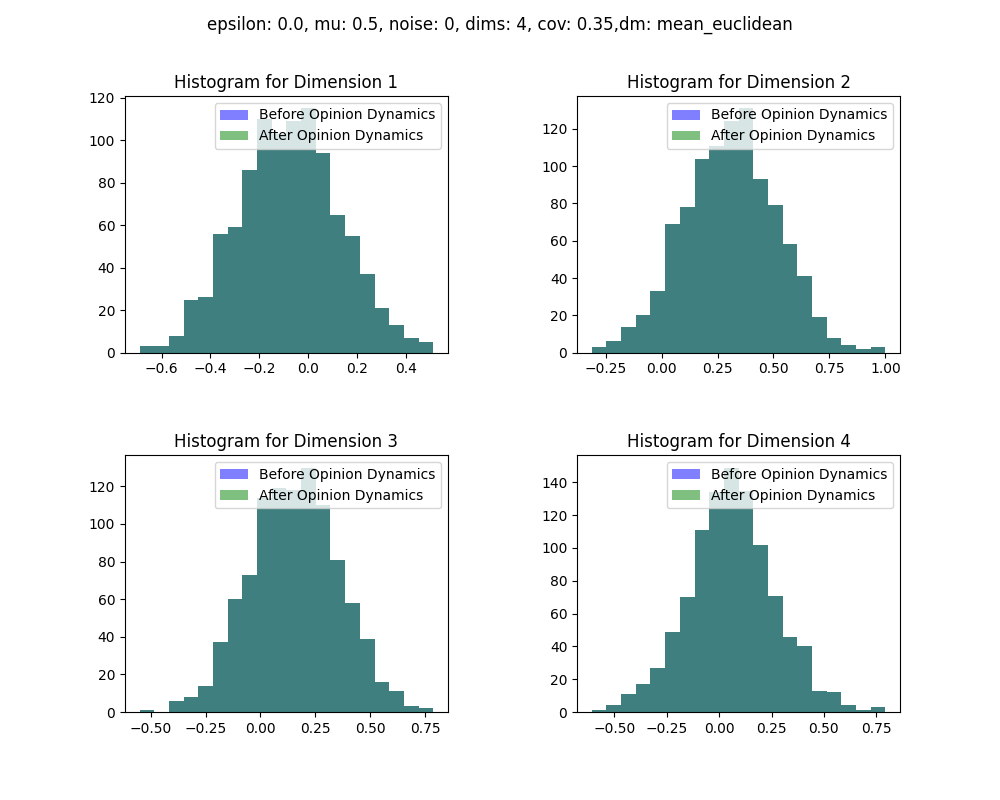 epsilon: 0.0, mu: 0.5, noise: 0, dims: 4, cov: 0.35,dm: mean_euclidean
Histogram for Dimension 1
Before Opinion Dynamics
After Opinion Dynamics
120
100
80
60
40
20
0
−0.6 −0.4 −0.2 0.0 0.2 0.4
Histogram for Dimension 2
Before Opinion Dynamics
After Opinion Dynamics
120
100
80
60
40
20
0
−0.25 0.00 0.25 0.50 0.75 1.00
Histogram for Dimension 3
Before Opinion Dynamics
After Opinion Dynamics
120
100
80
60
40
20
0
−0.50 −0.25 0.00 0.25 0.50 0.75
Histogram for Dimension 4
Before Opinion Dynamics
After Opinion Dynamics
140
120
100
80
60
40
20
0
−0.50 −0.25 0.00 0.25 0.50 0.75